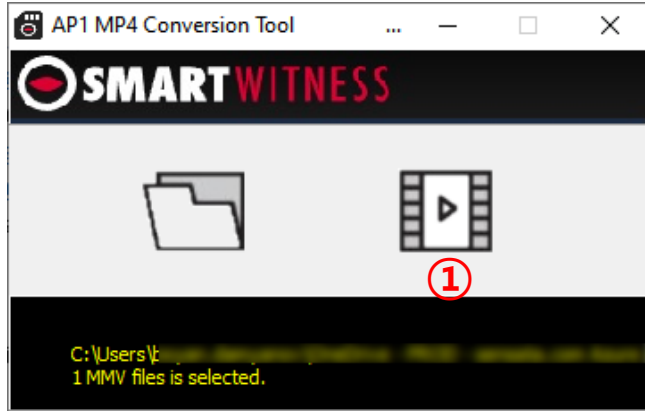 AP1 MP4 Conversion Tool ...
SMARTWITNESS
①
C:\Users\
1 MMV files is selected.